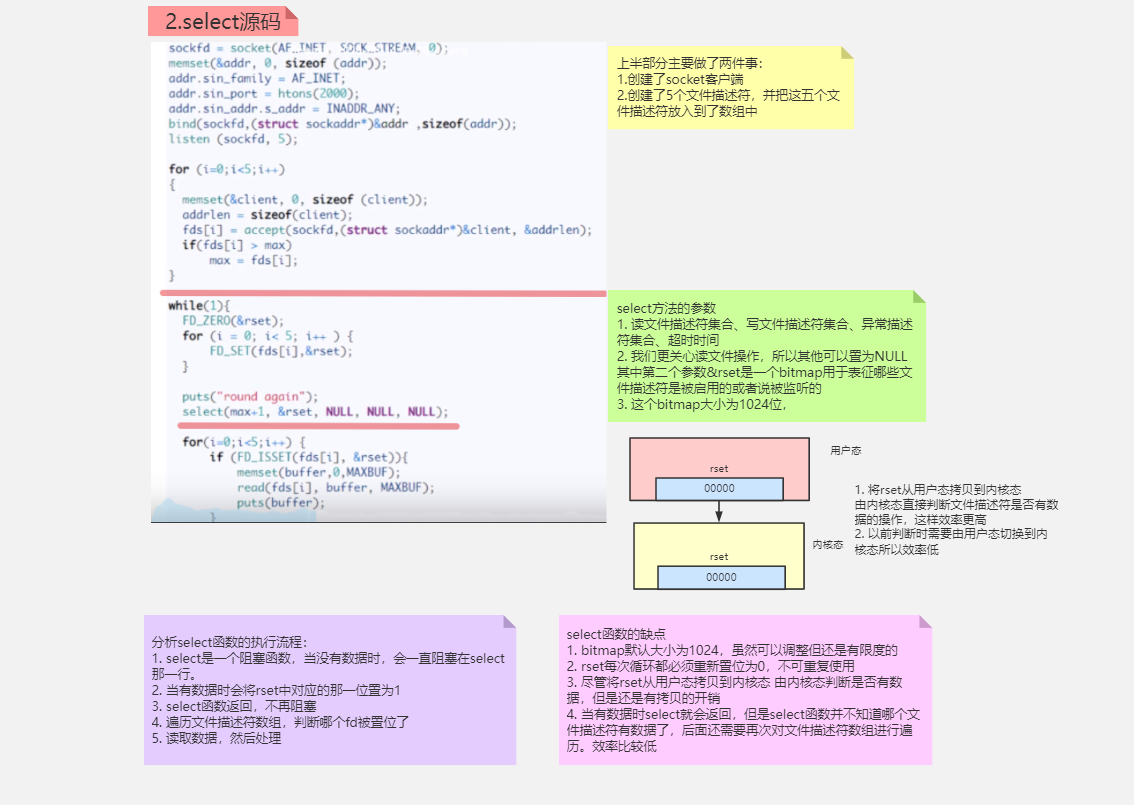 2.select源码
sockfd = socket(AF_INET, SOCK_STREAM, 0);
memset(&addr, 0, sizeof (addr));
addr.sin_family = AF_INET;
addr.sin_port = htons(2000);
addr.sin_addr.s_addr = INADDR_ANY;
bind(sockfd,(struct sockaddr*)&addr ,sizeof(addr));
listen (sockfd, 5);
for (i=0;i<5;i++)
{
memset(&client, 0, sizeof (client));
addrlen = sizeof(client);
fds[i] = accept(sockfd,(struct sockaddr*)&client, &addrlen);
if(fds[i] > max)
max = fds[i];
}
while(1){
FD_ZERO(&rset);
for (i = 0; i< 5; i++ ) {
FD_SET(fds[i],&rset);
}
puts("round again");
select(max+1, &rset, NULL, NULL, NULL);
for(i=0;i<5;i++) {
if (FD_ISSET(fds[i], &rset)){
memset(buffer,0,MAXBUF);
read(fds[i], buffer, MAXBUF);
puts(buffer);
}
上半部分主要做了两件事：
1.创建了socket客户端
2.创建了5个文件描述符，并把这五个文
件描述符放入到了数组中
select方法的参数
1. 读文件描述符集合、写文件描述符集合、异常描述
符集合、超时时间
2. 我们更关心读文件操作，所以其他可以置为NULL
其中第二个参数&rset是一个bitmap用于表征哪些文
件描述符是被启用的或者说被监听的
3. 这个bitmap大小为1024位，
用户态
rset
00000
内核态
rset
00000
1. 将rset从用户态拷贝到内核态
由内核态直接判断文件描述符是否有数
据的操作，这样效率更高
2. 以前判断时需要由用户态切换到内
核态所以效率低
分析select函数的执行流程：
1. select是一个阻塞函数，当没有数据时，会一直阻塞在select
那一行。
2. 当有数据时会将rset中对应的那一位置为1
3. select函数返回，不再阻塞
4. 遍历文件描述符数组，判断哪个fd被置位了
5. 读取数据，然后处理
select函数的缺点
1. bitmap默认大小为1024，虽然可以调整但还是有限度的
2. rset每次循环都必须重新置位为0，不可重复使用
3. 尽管将rset从用户态拷贝到内核态 由内核态判断是否有数
据，但是还是有拷贝的开销
4. 当有数据时select就会返回，但是select函数并不知道哪个文
件描述符有数据了，后面还需要再次对文件描述符数组进行遍
历。效率比较低